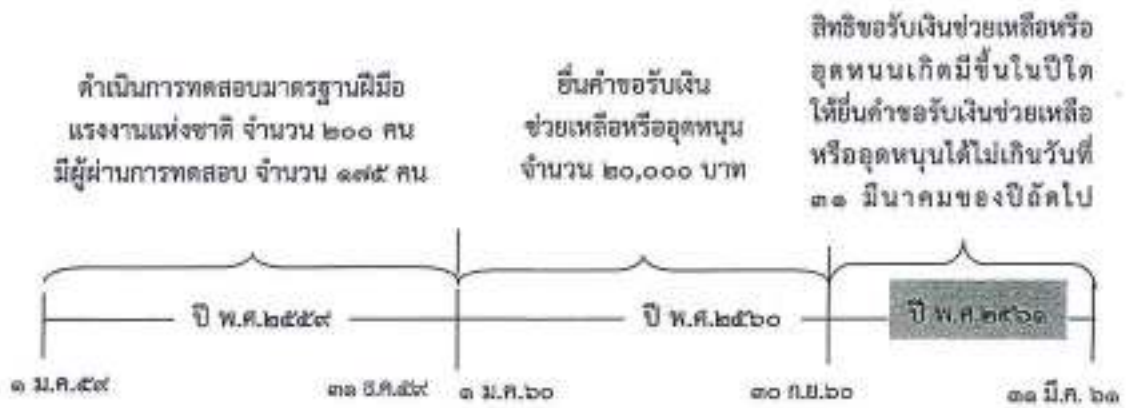 ดำเนินการทดสอบมาตรฐานฝีมือ
แรงงานแห่งชาติ จำนวน ๒๐๐ คน
มีผู้ผ่านการทดสอบ จำนวน ๑๗๕ คน
ยื่นคำขอรับเงิน
ช่วยเหลือหรืออุดหนุน
จำนวน ๒๐,๐๐๐ บาท
สิทธิขอรับเงินช่วยเหลือหรือ
อุดหนุนเกิดมีขึ้นในปีใด
ให้ยื่นคำขอรับเงินช่วยเหลือ
หรืออุดหนุนได้ไม่เกินวันที่
๓๑ มีนาคมของปีถัดไป
ปี พ.ศ.๒๕๕๙
ปี พ.ศ.๒๕๖๐
ปี พ.ศ.๒๕๖๑
๑ ม.ค.๕๙
๓๑ ธ.ค.๕๙
๑ ม.ค.๖๐
๓๐ ก.ย.๖๐
๓๑ มี.ค. ๖๑